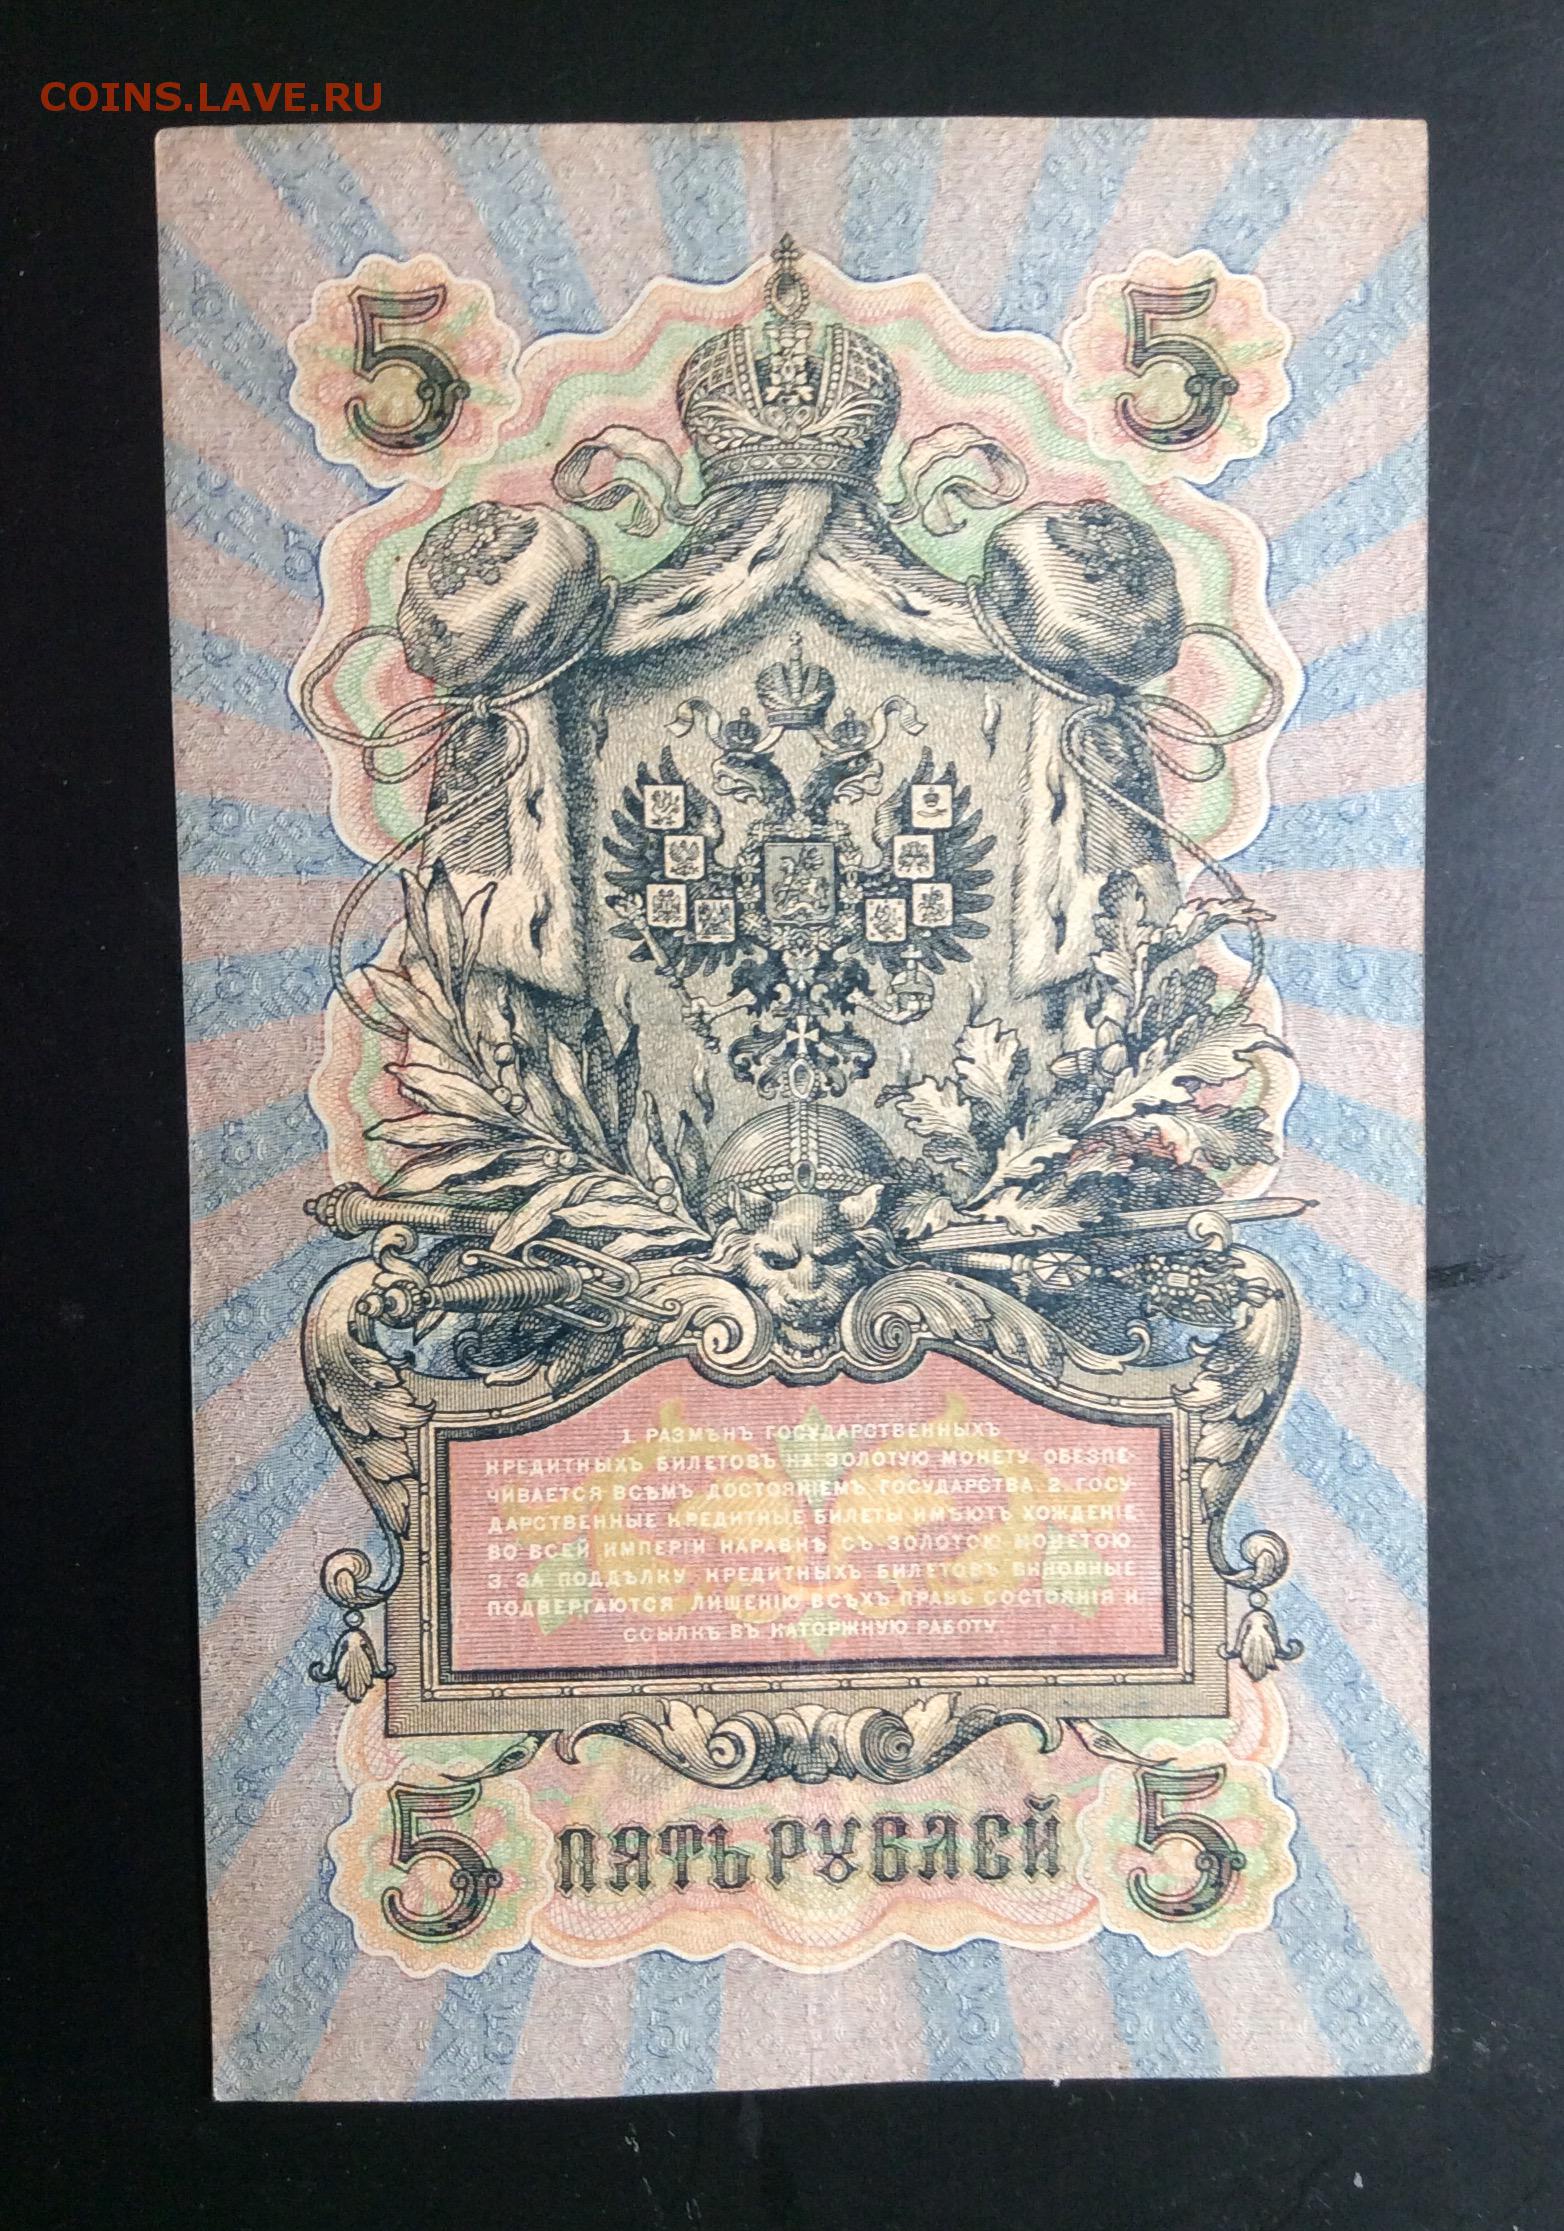 COINS.LAVE.RU
5 5
1. РАЗМѢНЪ ГОСУДАРСТВЕННЫХЪ
КРЕДИТНЫХЪ БИЛЕТОВЪ НА ЗОЛОТУЮ МОНЕТУ ОБЕЗПЕ-
ЧИВАЕТСЯ ВСѢМЪ ДОСТОЯНІЕМЪ ГОСУДАРСТВА. 2. ГОСУ-
ДАРСТВЕННЫЕ КРЕДИТНЫЕ БИЛЕТЫ ИМѢЮТЪ ХОЖДЕНІЕ
ВО ВСЕЙ ИМПЕРІИ НАРАВНѢ СЪ ЗОЛОТОЮ МОНЕТОЮ.
3. ЗА ПОДДѢЛКУ КРЕДИТНЫХЪ БИЛЕТОВЪ ВИНОВНЫЕ
ПОДВЕРГАЮТСЯ ЛИШЕНІЮ ВСѢХЪ ПРАВЪ СОСТОЯНІЯ И
ССЫЛКѢ ВЪ КАТОРЖНУЮ РАБОТУ.
5 ПЯТЬ РУБЛЕЙ 5